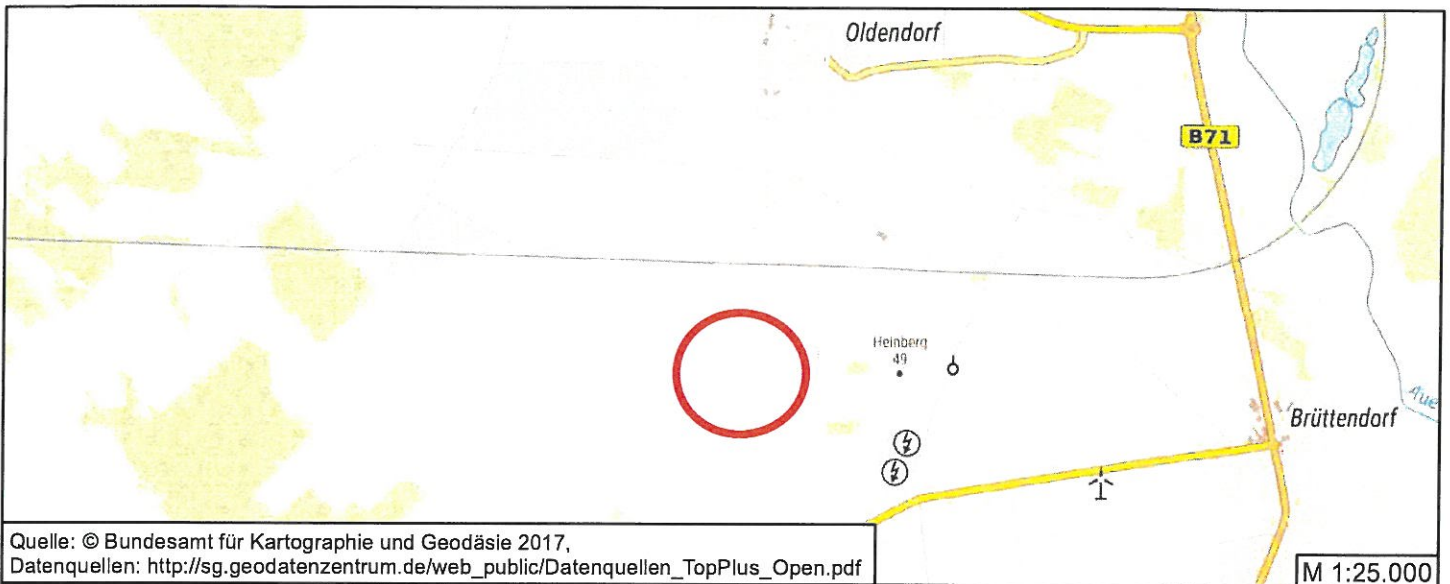 Oldendorf
B71
Heinberg
49
Aue
Brüttendorf
Quelle: © Bundesamt für Kartographie und Geodäsie 2017,
Datenquellen: http://sg.geodatenzentrum.de/web_public/Datenquellen_TopPlus_Open.pdf
M 1:25.000